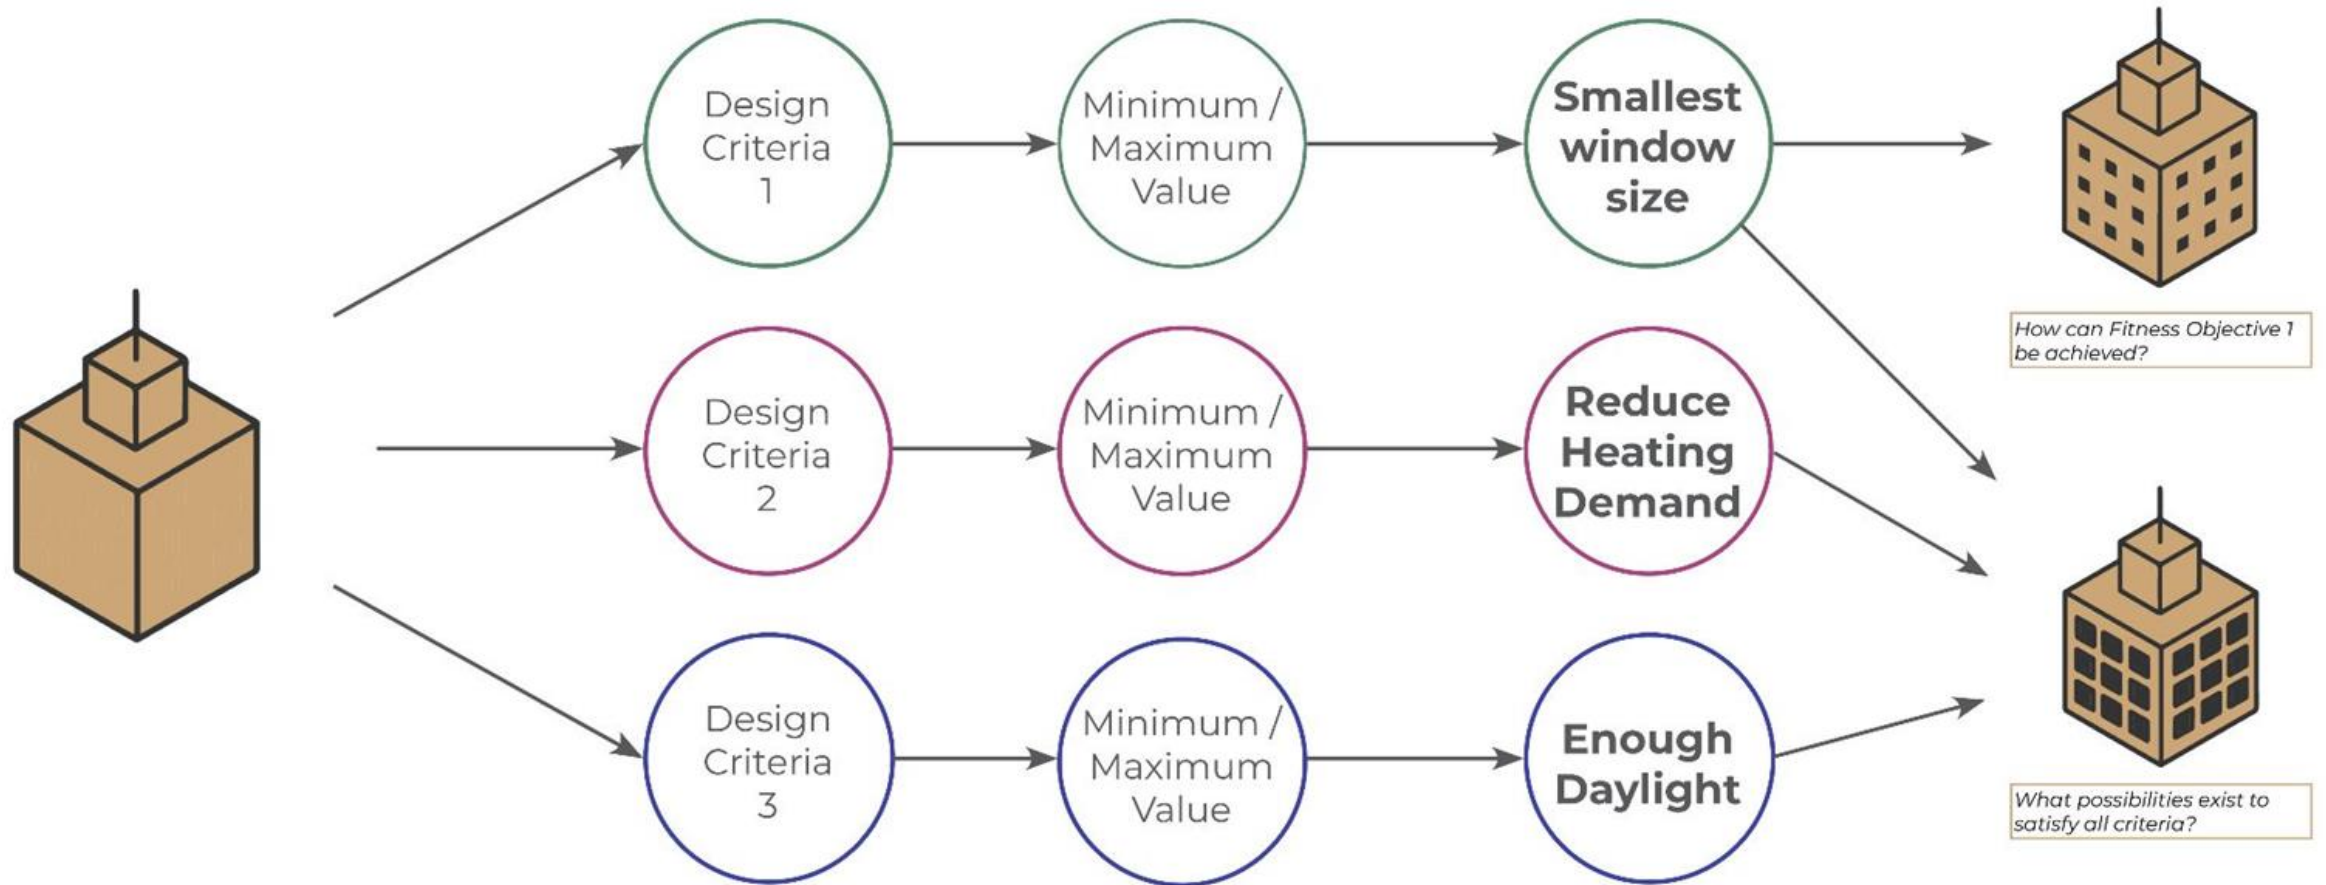 Design
Criteria
1
Minimum /
Maximum
Value
Smallest
window
size
How can Fitness Objective 1
be achieved?
Design
Criteria
2
Minimum /
Maximum
Value
Reduce
Heating
Demand
Design
Criteria
3
Minimum /
Maximum
Value
Enough
Daylight
What possibilities exist to
satisfy all criteria?